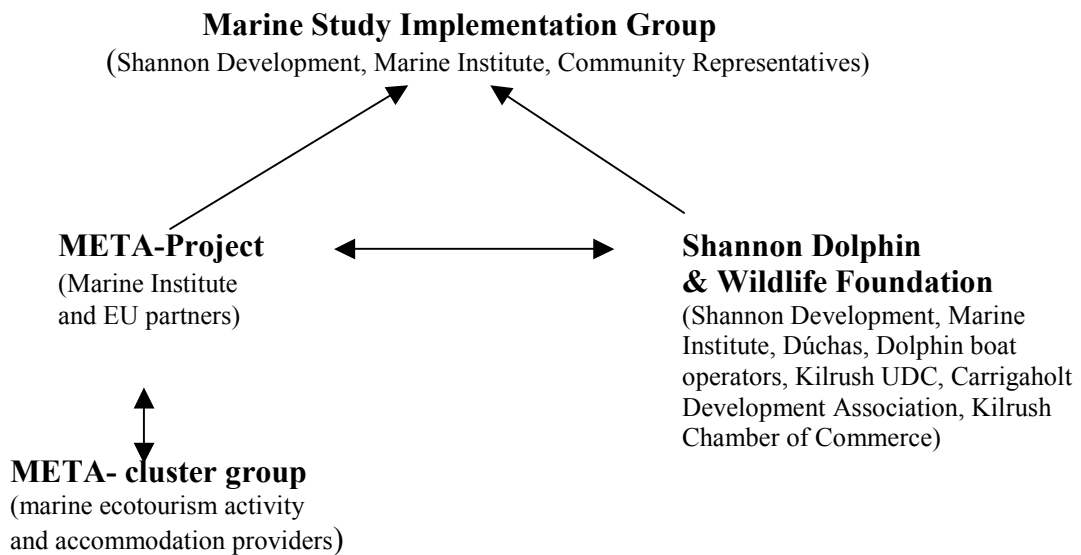 Marine Study Implementation Group
(Shannon Development, Marine Institute, Community Representatives)
META-Project
(Marine Institute
and EU partners)
Shannon Dolphin
& Wildlife Foundation
(Shannon Development, Marine
Institute, Dúchas, Dolphin boat
operators, Kilrush UDC, Carrigaholt
Development Association, Kilrush
Chamber of Commerce)
META- cluster group
(marine ecotourism activity
and accommodation providers)